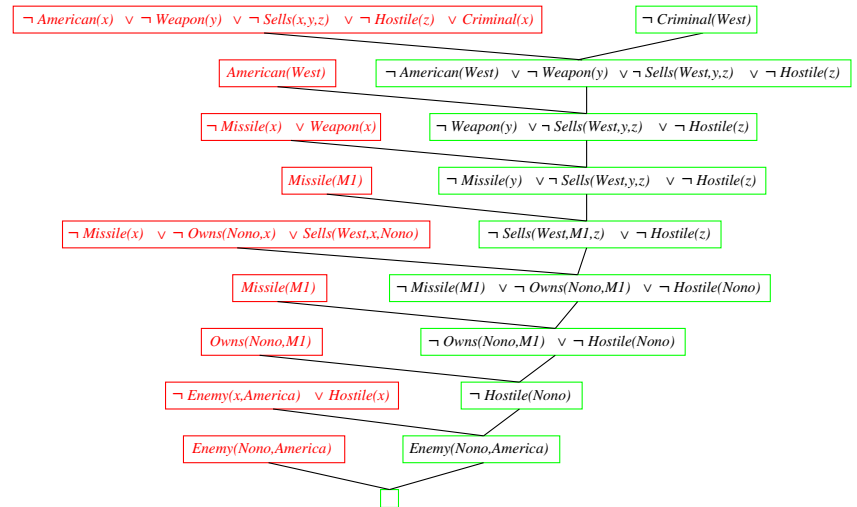 ¬ American(x) ∨ ¬ Weapon(y) ∨ ¬ Sells(x,y,z) ∨ ¬ Hostile(z) ∨ Criminal(x)
¬ Criminal(West)
American(West)
¬ American(West) ∨ ¬ Weapon(y) ∨ ¬ Sells(West,y,z) ∨ ¬ Hostile(z)
¬ Missile(x) ∨ Weapon(x)
¬ Weapon(y) ∨ ¬ Sells(West,y,z) ∨ ¬ Hostile(z)
Missile(M1)
¬ Missile(y) ∨ ¬ Sells(West,y,z) ∨ ¬ Hostile(z)
¬ Missile(x) ∨ ¬ Owns(Nono,x) ∨ Sells(West,x,Nono)
¬ Sells(West,M1,z) ∨ ¬ Hostile(z)
Missile(M1)
¬ Missile(M1) ∨ ¬ Owns(Nono,M1) ∨ ¬ Hostile(Nono)
Owns(Nono,M1)
¬ Owns(Nono,M1) ∨ ¬ Hostile(Nono)
¬ Enemy(x,America) ∨ Hostile(x)
¬ Hostile(Nono)
Enemy(Nono,America)
Enemy(Nono,America)